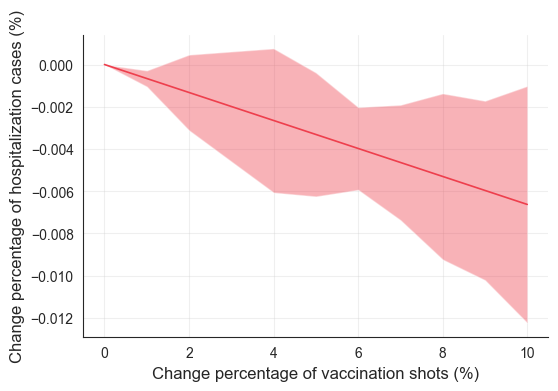 Change percentage of hospitalization cases (%)
0.000
−0.002
−0.004
−0.006
−0.008
−0.010
−0.012
0 2 4 6 8 10
Change percentage of vaccination shots (%)